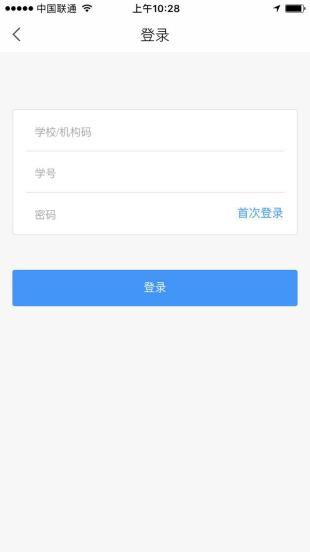 中国联通 上午10:28
登录
学校/机构码
学号
密码 首次登录
登录